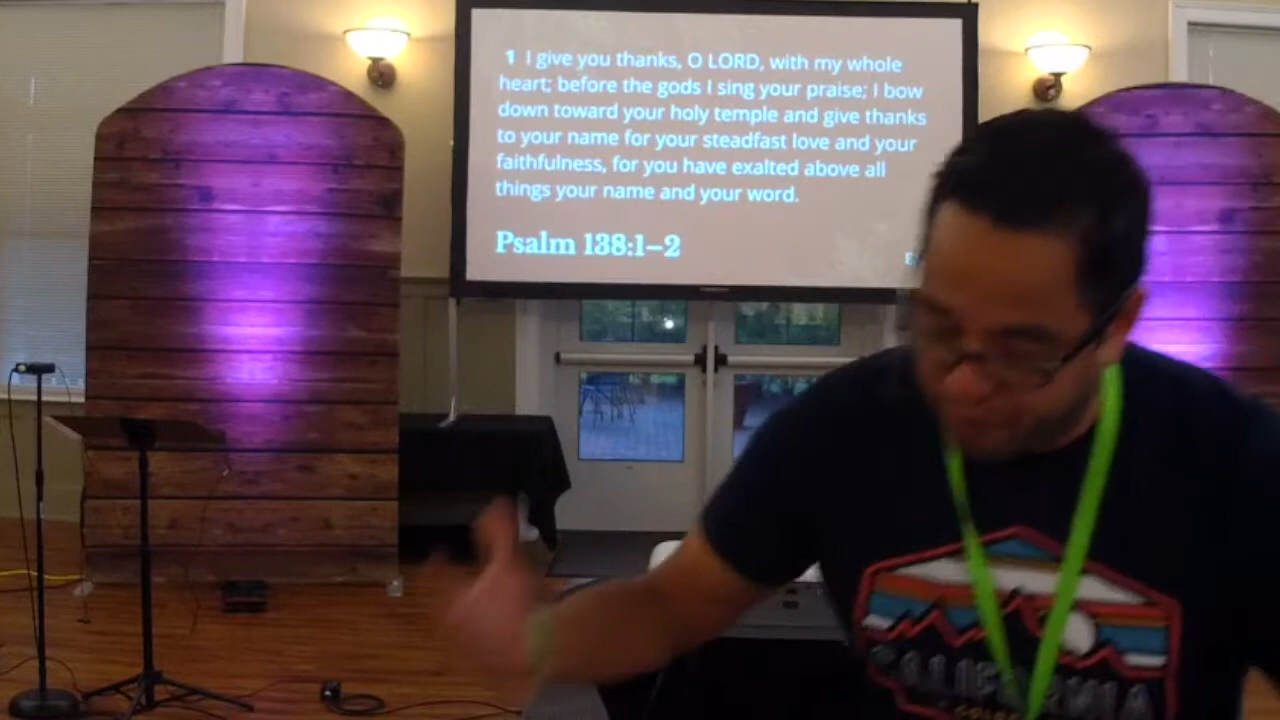 1 I give you thanks, O LORD, with my whole
heart; before the gods I sing your praise; I bow
down toward your holy temple and give thanks
to your name for your steadfast love and your
faithfulness, for you have exalted above all
things your name and your word.
Psalm 138:1–2
CALIFORNIA